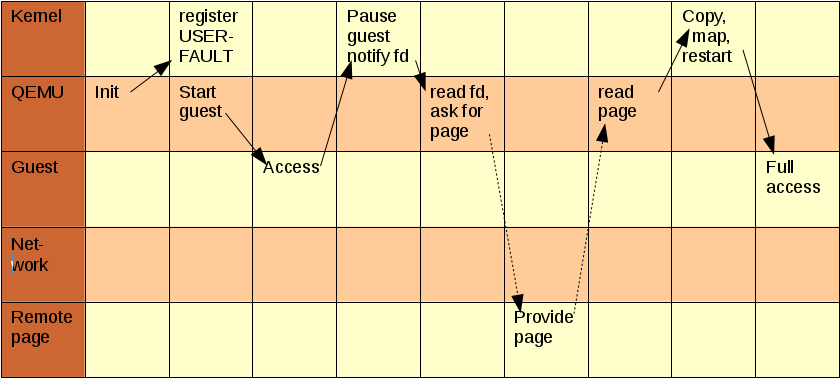 Kernel
register
USER-
FAULT
Pause
guest
notify fd
Copy,
map,
restart
QEMU
Init
Start
guest
read fd,
ask for
page
read
page
Guest
Access
Full
access
Net-
work
Remote
page
Provide
page